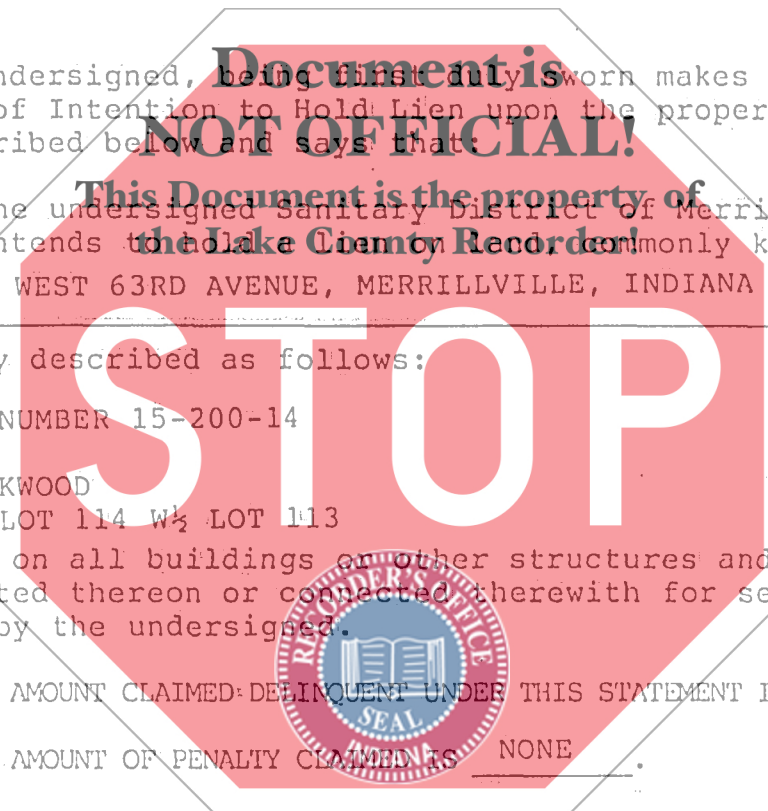 Document is
ndersigned, being first duly sworn makes
of Intention to Hold Lien upon the proper
NOT OFFICIAL!
ribed below and says that:
This Document is the property of
he undersigned Sanitary District of Merri
the Lake County Recorder!
ntends to hold a Lien on land, commonly k
WEST 63RD AVENUE, MERRILLVILLE, INDIANA
y described as follows:
STOP
NUMBER 15-200-14
KWOOD
LOT 114 W½ LOT 113
on all buildings or other structures and
ted thereon or connected therewith for se
by the undersigned.
RECORDER'S OFFICE
SEAL
INDIANA
AMOUNT CLAIMED DELINQUENT UNDER THIS STATEMENT I
AMOUNT OF PENALTY CLAIMED IS NONE.